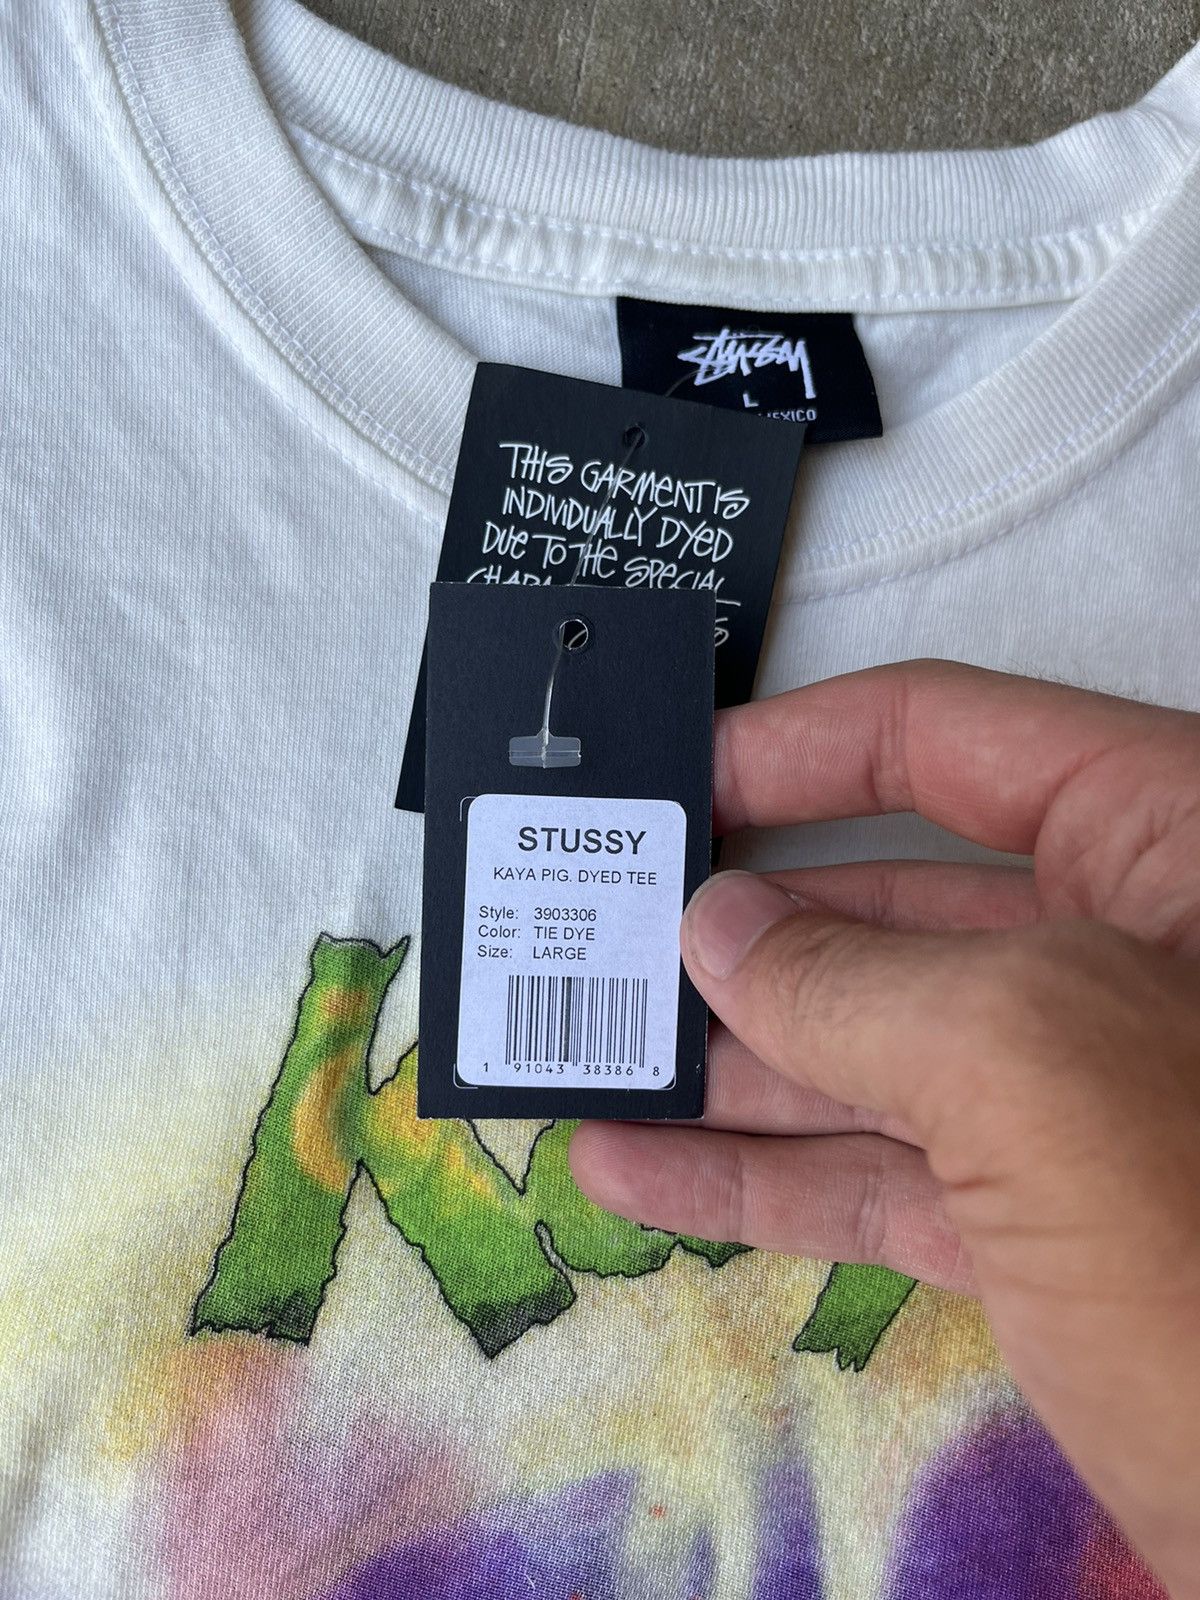 STUSSY
L
MEXICO
THIS GARMENT IS
INDIVIDUALLY DYED
DUE TO THE SPECIAL
STUSSY
KAYA PIG. DYED TEE
Style: 3903306
Color: TIE DYE
Size: LARGE
1 91043 38386 8